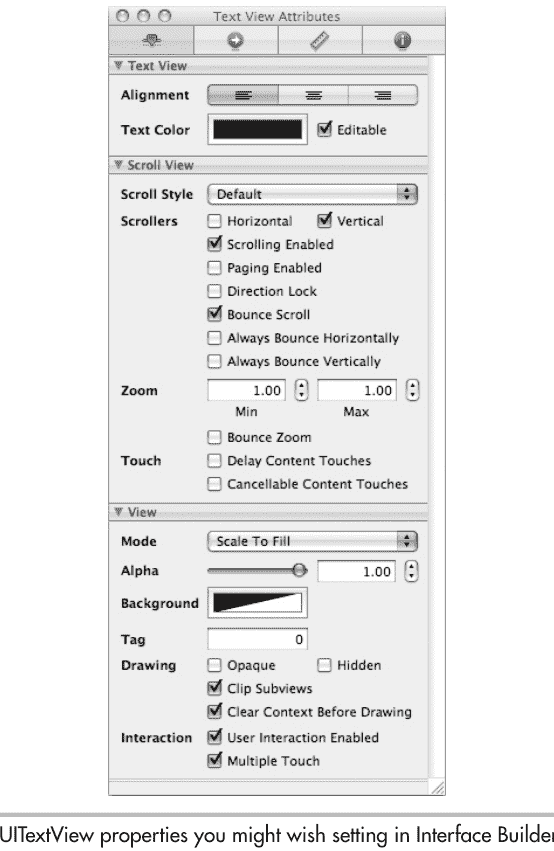 Text View Attributes
Text View
Alignment
Text Color Editable
Scroll View
Scroll Style Default
Scrollers Horizontal Vertical
Scrolling Enabled
Paging Enabled
Direction Lock
Bounce Scroll
Always Bounce Horizontally
Always Bounce Vertically
Zoom 1.00 1.00
Min Max
Bounce Zoom
Touch Delay Content Touches
Cancellable Content Touches
View
Mode Scale To Fill
Alpha 1.00
Background
Tag 0
Drawing Opaque Hidden
Clip Subviews
Clear Context Before Drawing
Interaction User Interaction Enabled
Multiple Touch
UITextView properties you might wish setting in Interface Builder